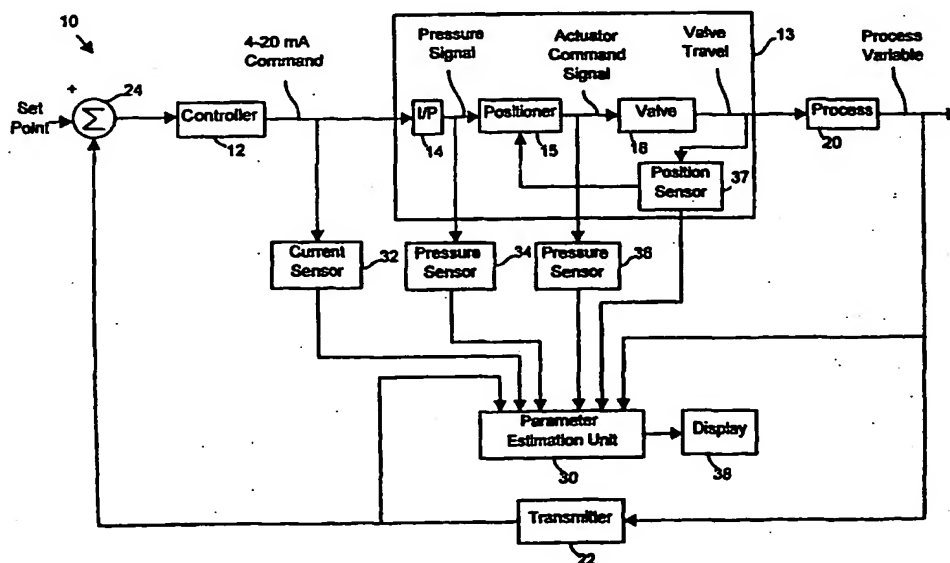 10
24
+
Set
Point
Σ
Controller
12
4-20 mA
Command
Pressure
Signal
Actuator
Command
Signal
Valve
Travel
13
Process
Variable
I/P
14
Positioner
15
Valve
18
Process
20
Position
Sensor
37
Current
Sensor
32
Pressure
Sensor
34
Pressure
Sensor
36
Parameter
Estimation Unit
30
Display
38
Transmitter
22